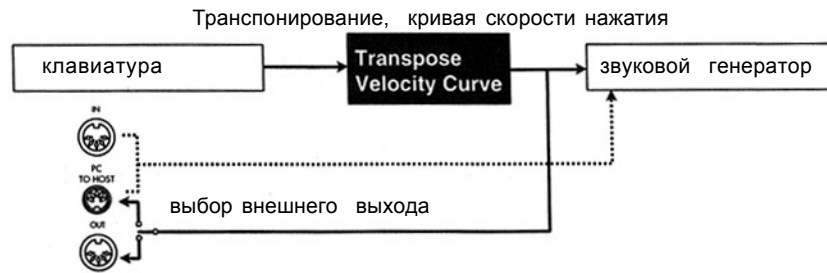 Транспонирование, кривая скорости нажатия
клавиатура
Transpose
Velocity Curve
звуковой генератор
IN
PC
TO HOST
выбор внешнего выхода
OUT